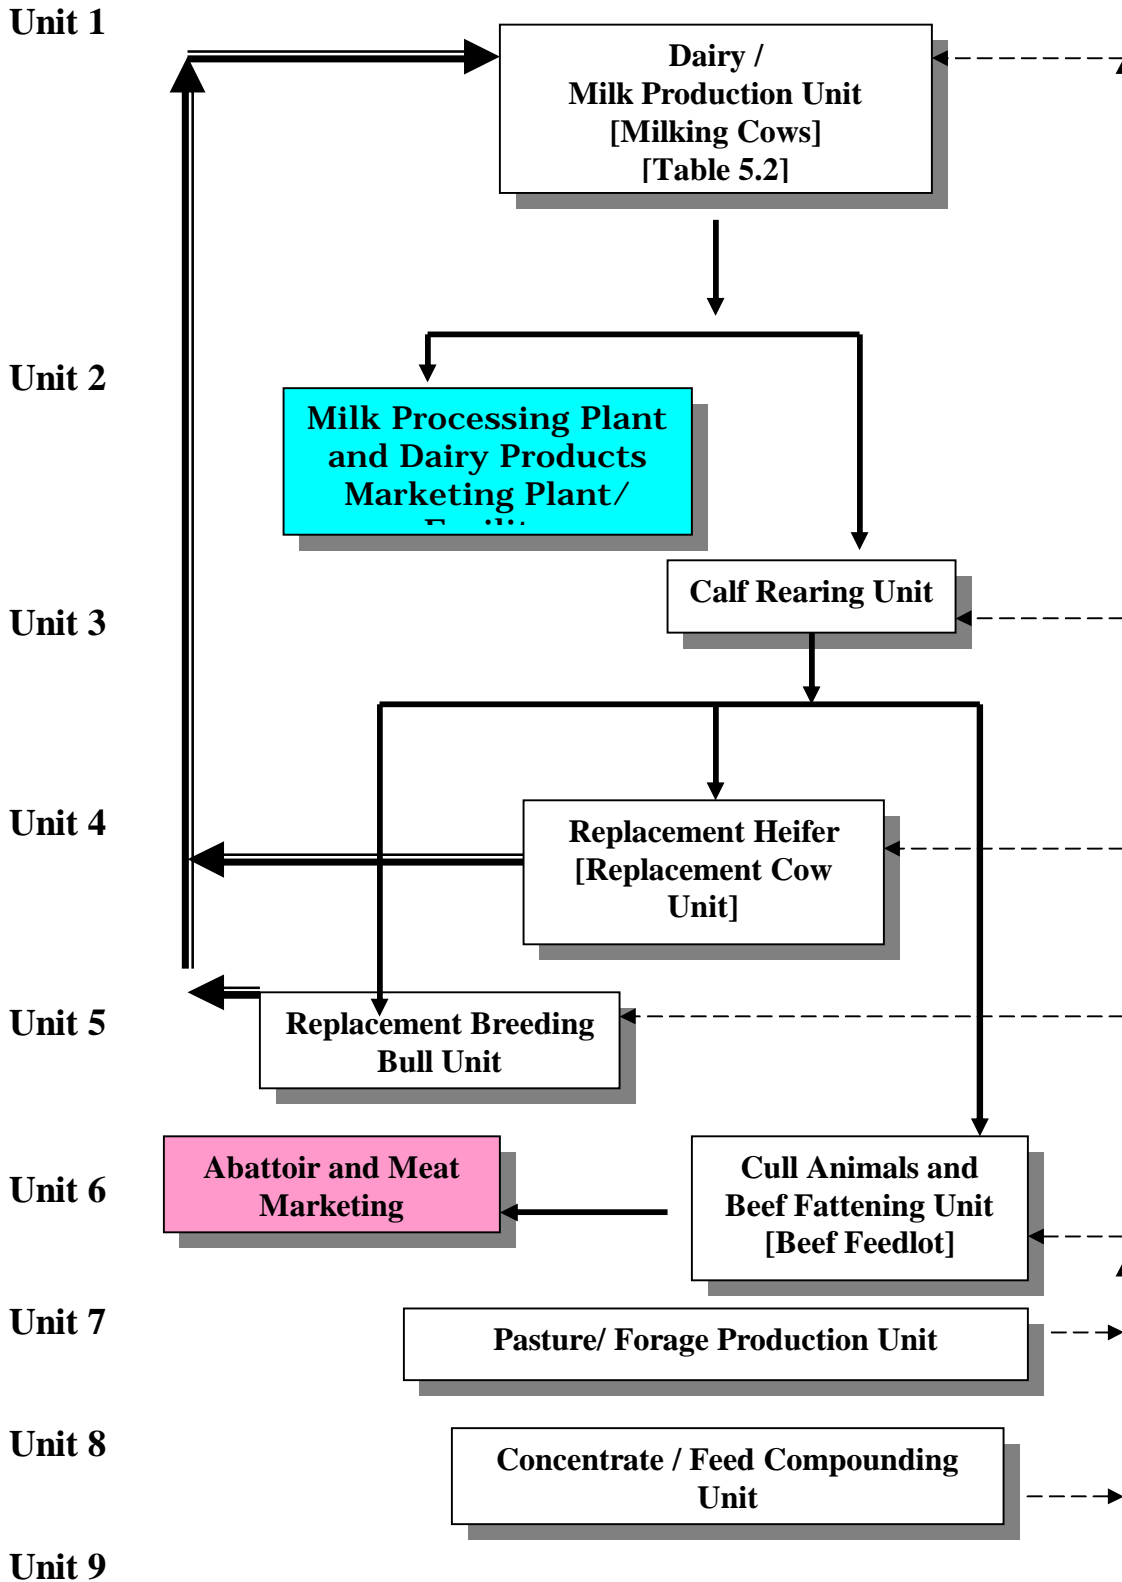 Unit 1
Dairy /
Milk Production Unit
[Milking Cows]
[Table 5.2]
Unit 2
Milk Processing Plant
and Dairy Products
Marketing Plant/
Calf Rearing Unit
Unit 3
Unit 4
Replacement Heifer
[Replacement Cow
Unit]
Unit 5
Replacement Breeding
Bull Unit
Unit 6
Abattoir and Meat
Marketing
Cull Animals and
Beef Fattening Unit
[Beef Feedlot]
Unit 7
Pasture/ Forage Production Unit
Unit 8
Concentrate / Feed Compounding
Unit
Unit 9